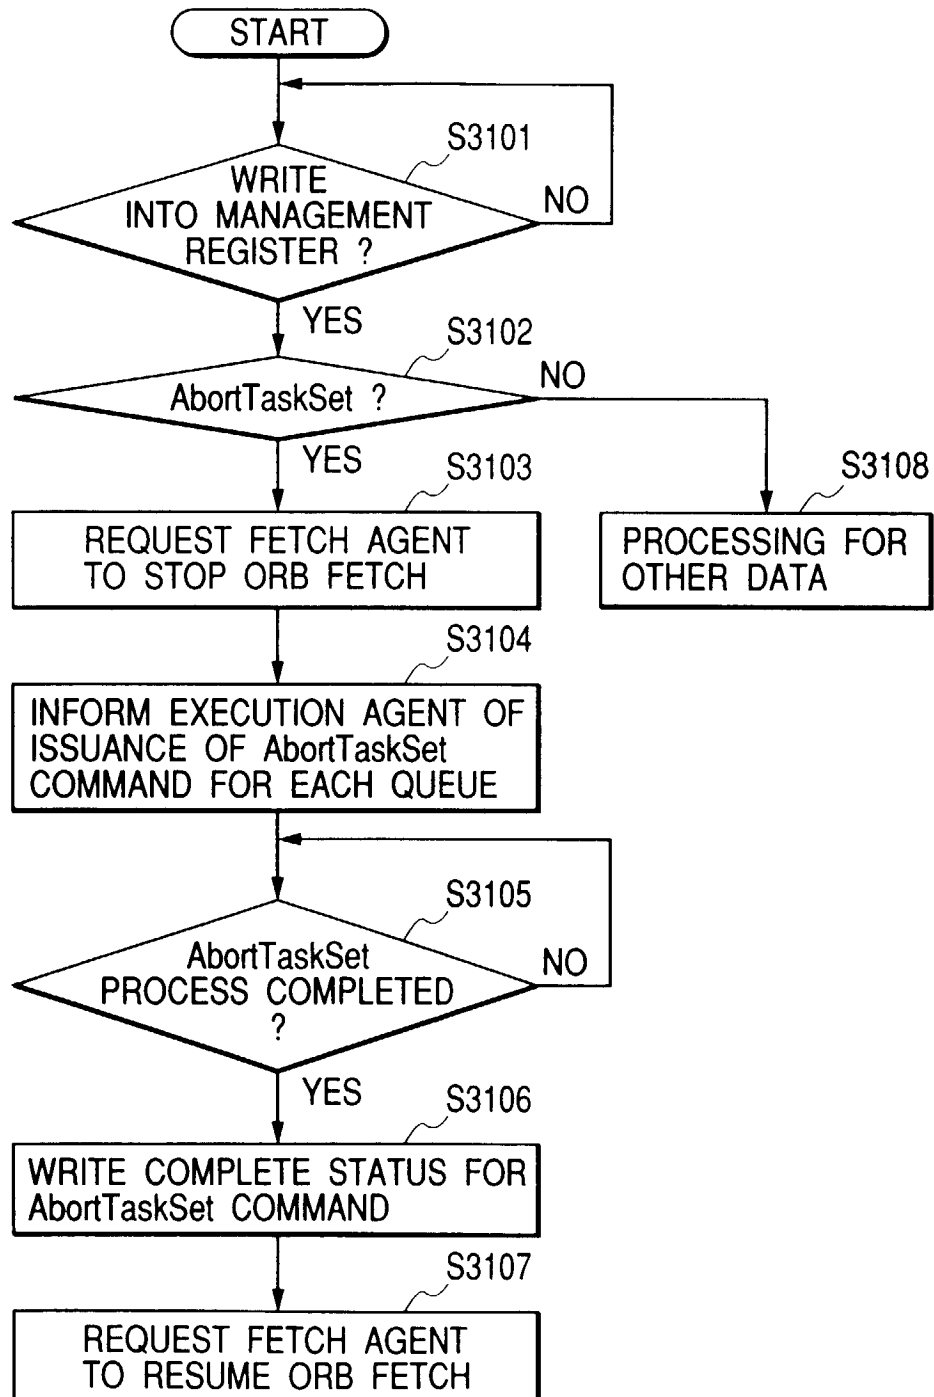 START
S3101
WRITE
INTO MANAGEMENT
REGISTER ?
NO
YES
S3102
AbortTaskSet ?
NO
YES
S3103
REQUEST FETCH AGENT
TO STOP ORB FETCH
S3108
PROCESSING FOR
OTHER DATA
S3104
INFORM EXECUTION AGENT OF
ISSUANCE OF AbortTaskSet
COMMAND FOR EACH QUEUE
S3105
AbortTaskSet
PROCESS COMPLETED
?
NO
YES
S3106
WRITE COMPLETE STATUS FOR
AbortTaskSet COMMAND
S3107
REQUEST FETCH AGENT
TO RESUME ORB FETCH